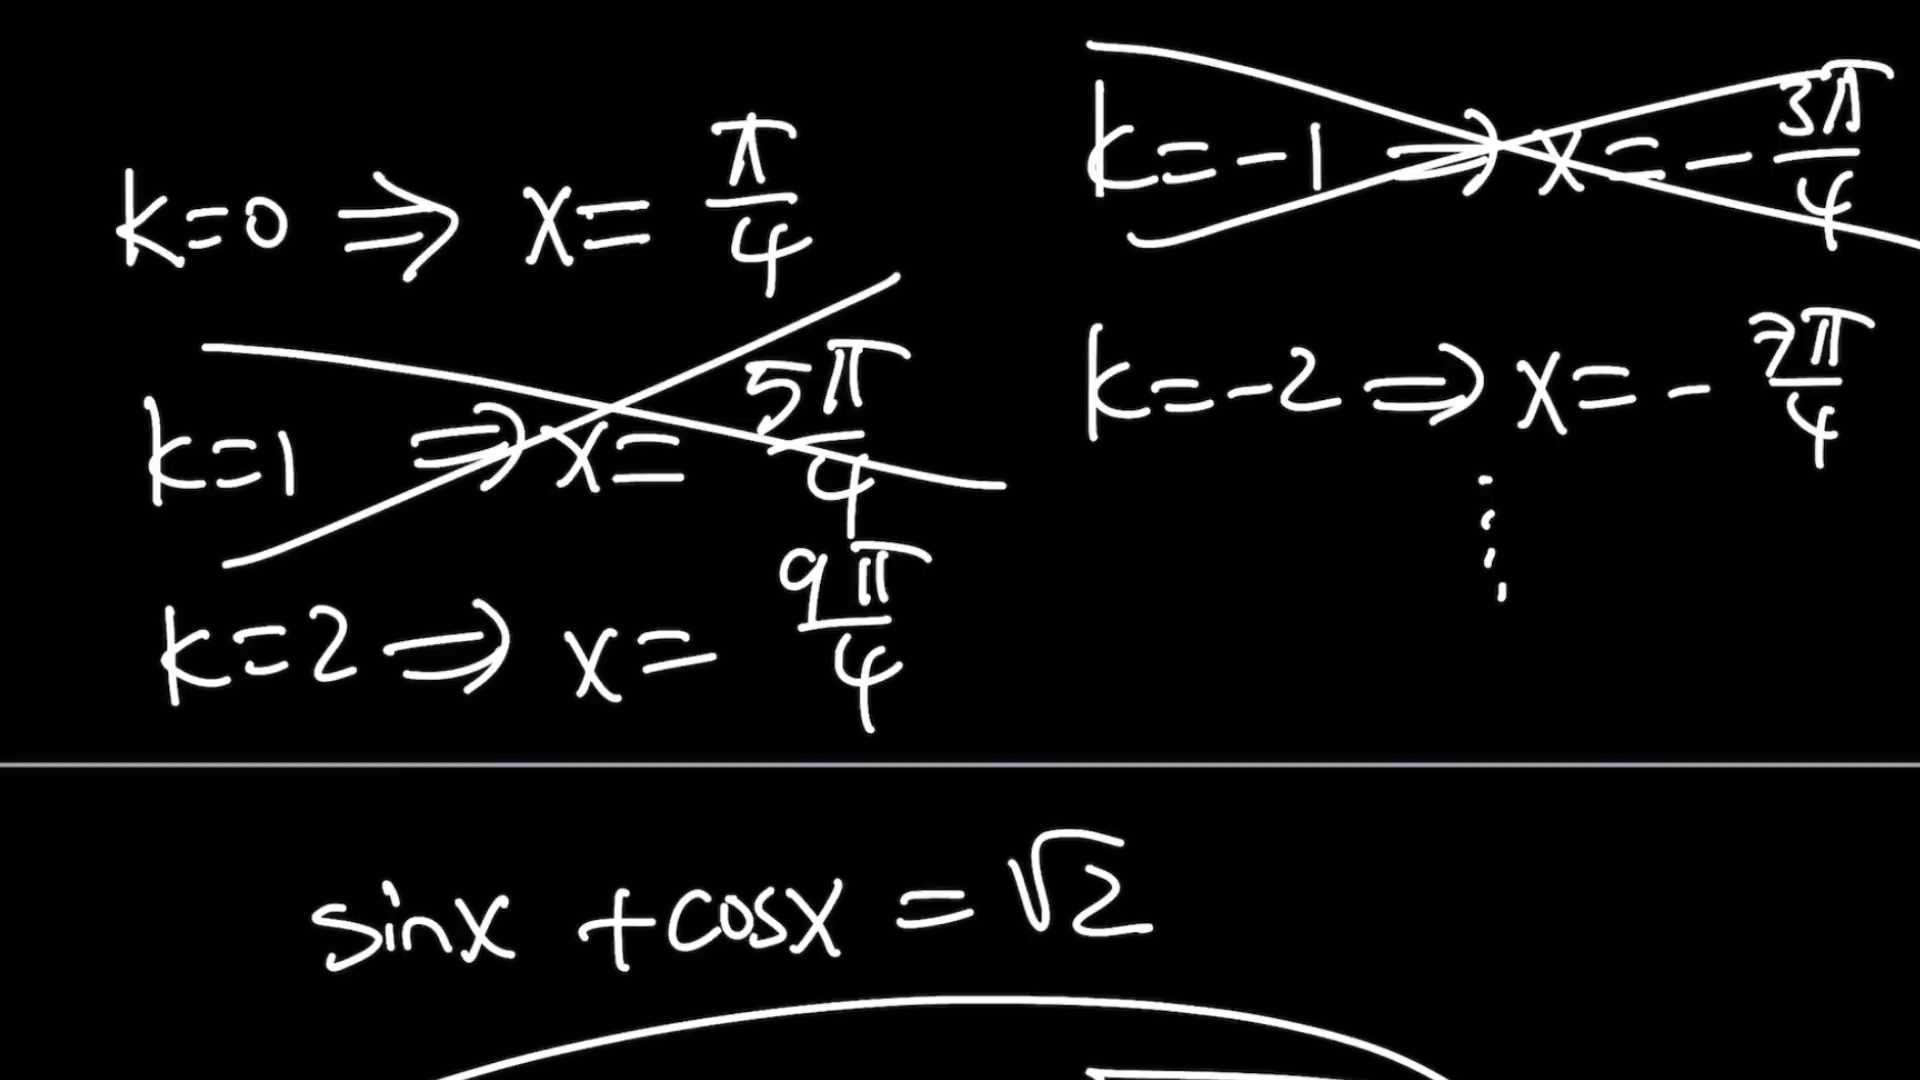 k=0 ⇒ x= π/4
k=1 ⇒ x= 5π/4
k=2 ⇒ x= 9π/4
k=-1 ⇒ x=- 3π/4
k=-2 ⇒ x=- 7π/4
⋮
sinx +cosx = √2